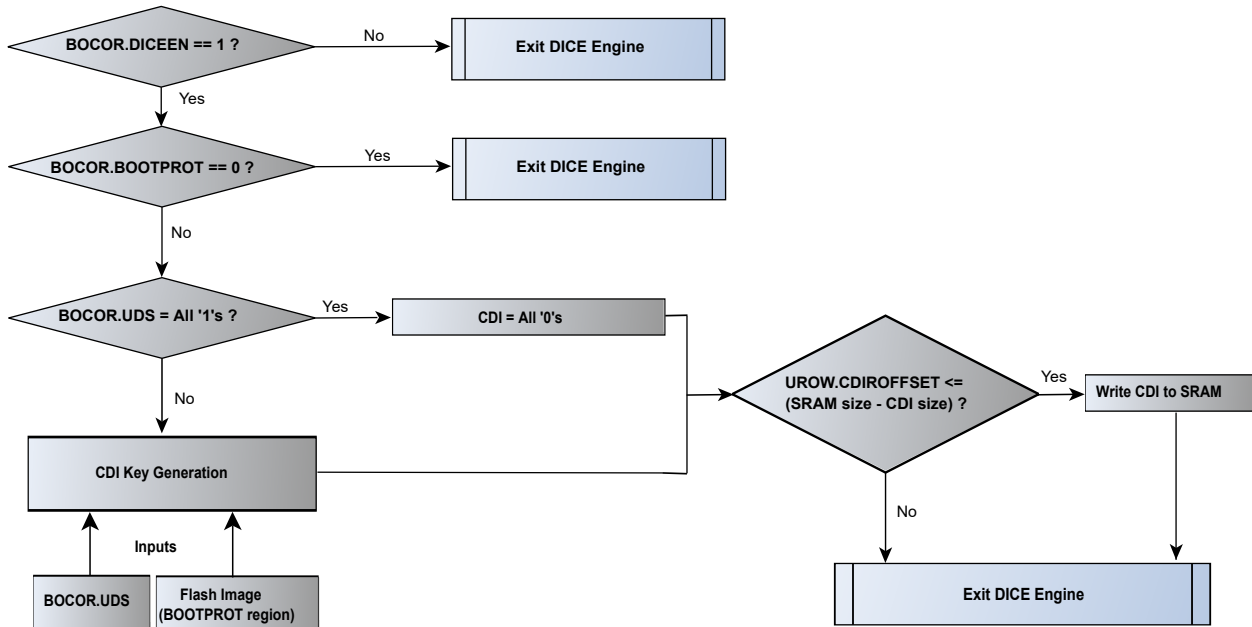 BOCOR.DICEEN == 1 ?
No
Exit DICE Engine
Yes
BOCOR.BOOTPROT == 0 ?
Yes
Exit DICE Engine
No
BOCOR.UDS = All '1's ?
Yes
CDI = All '0's
No
UROW.CDIROFFSET <=
(SRAM size - CDI size) ?
Yes
Write CDI to SRAM
CDI Key Generation
No
Inputs
BOCOR.UDS
Flash Image
(BOOTPROT region)
Exit DICE Engine